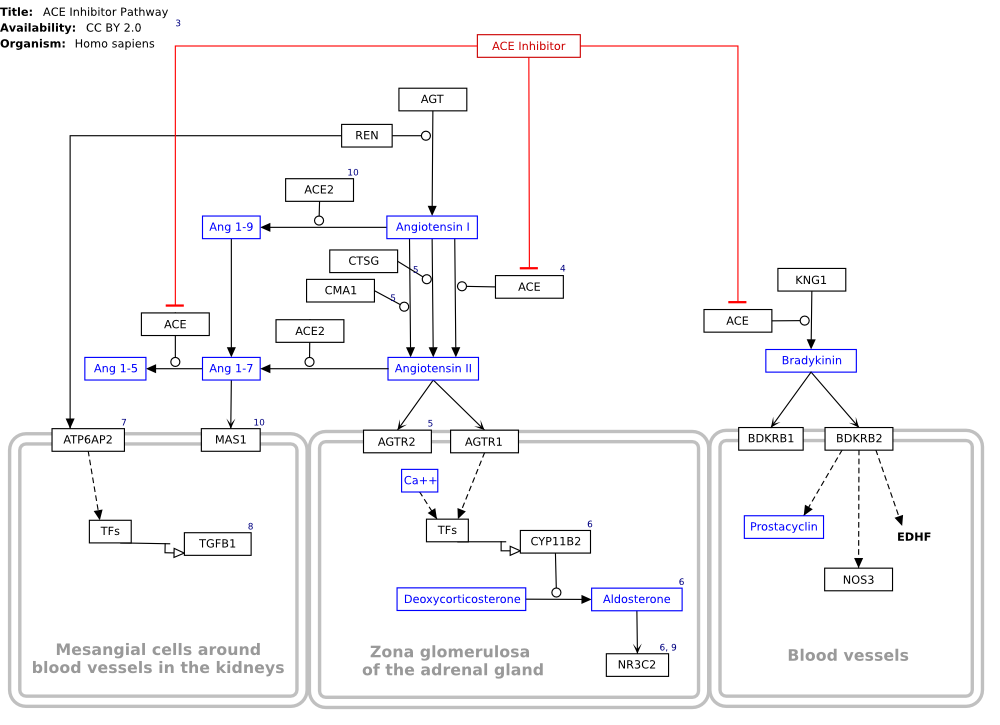 Title: ACE Inhibitor Pathway
Availability: CC BY 2.0
Organism: Homo sapiens
3
ACE Inhibitor
AGT
REN
10
ACE2
Ang 1-9
Angiotensin I
CTSG
5
CMA1
5
4
ACE
KNG1
ACE
ACE2
ACE
Bradykinin
Ang 1-5
Ang 1-7
Angiotensin II
7
ATP6AP2
10
MAS1
5
AGTR2
AGTR1
BDKRB1
BDKRB2
Ca++
TFs
8
TGFB1
TFs
6
CYP11B2
Prostacyclin
EDHF
NOS3
Deoxycorticosterone
6
Aldosterone
6, 9
NR3C2
Mesangial cells around
blood vessels in the kidneys
Zona glomerulosa
of the adrenal gland
Blood vessels